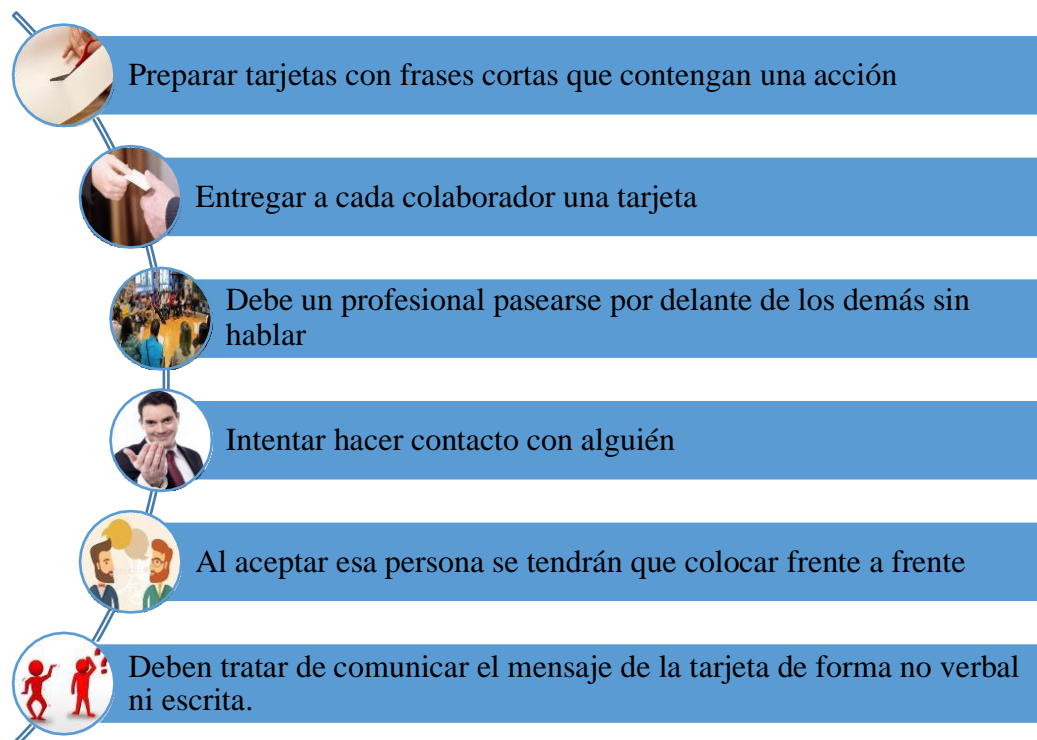 Preparar tarjetas con frases cortas que contengan una acción
Entregar a cada colaborador una tarjeta
Debe un profesional pasearse por delante de los demás sin
hablar
Intentar hacer contacto con alguién
Al aceptar esa persona se tendrán que colocar frente a frente
Deben tratar de comunicar el mensaje de la tarjeta de forma no verbal
ni escrita.